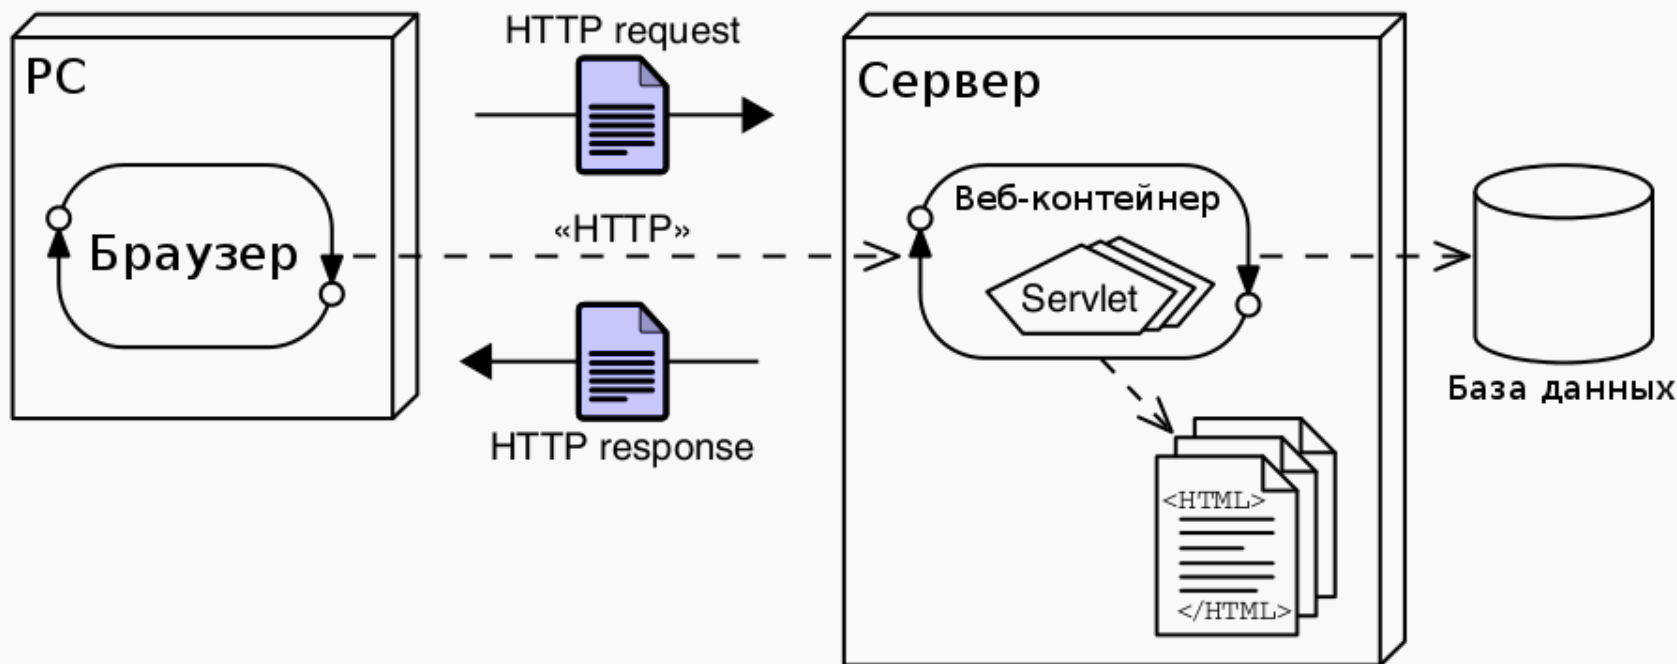 PC
Браузер
HTTP request
«HTTP»
HTTP response
Сервер
Веб-контейнер
Servlet
<HTML>
</HTML>
База данных